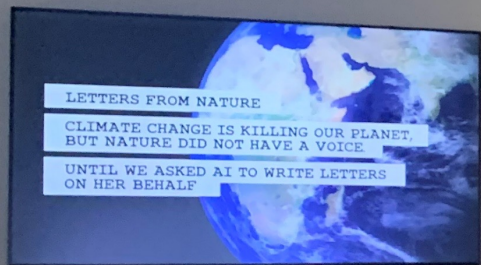 LETTERS FROM NATURE
CLIMATE CHANGE IS KILLING OUR PLANET,
BUT NATURE DID NOT HAVE A VOICE.
UNTIL WE ASKED AI TO WRITE LETTERS
ON HER BEHALF